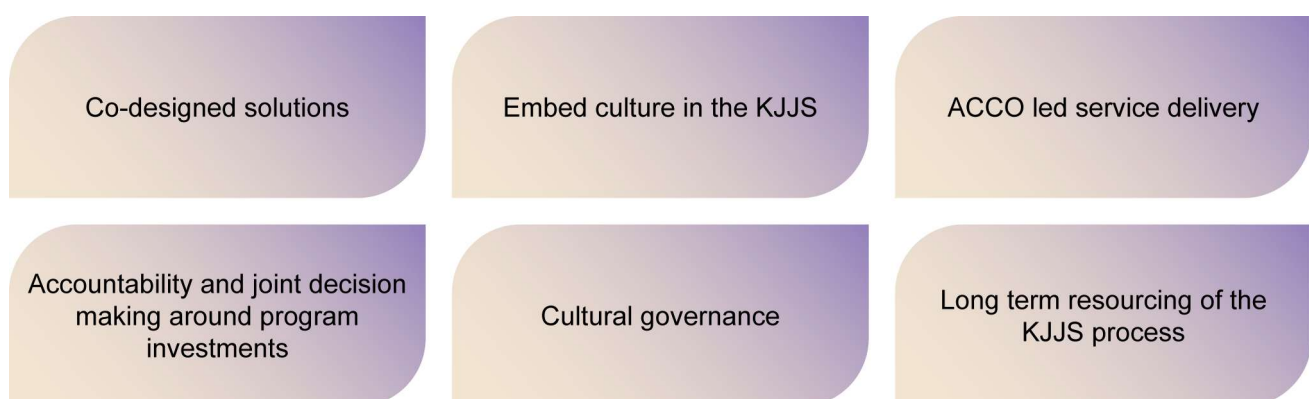 Co-designed solutions
Embed culture in the KJJS
ACCO led service delivery
Accountability and joint decision
making around program
investments
Cultural governance
Long term resourcing of the
KJJS process